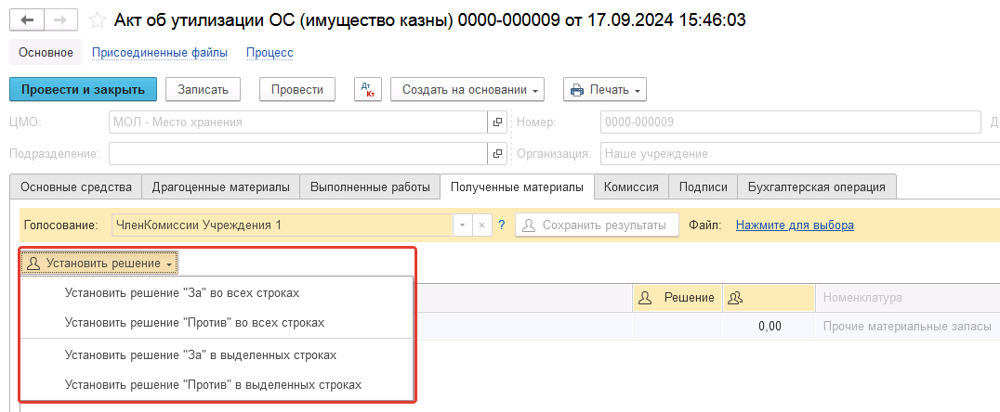 Акт об утилизации ОС (имущество казны) 0000-000009 от 17.09.2024 15:46:03
Основное Присоединенные файлы Процесс
Провести и закрыть Записать Провести Дт Кт Создать на основании Печать
ЦМО: МОЛ - Место хранения Номер: 0000-000009 Д
Подразделение: Организация: Наше учреждение
Основные средства Драгоценные материалы Выполненные работы Полученные материалы Комиссия Подписи Бухгалтерская операция
Голосование: ЧленКомиссии Учреждения 1 ? Сохранить результаты Файл: Нажмите для выбора
Установить решение
Установить решение "За" во всех строках
Решение Номенклатура
Установить решение "Против" во всех строках
0,00 Прочие материальные запасы
Установить решение "За" в выделенных строках
Установить решение "Против" в выделенных строках